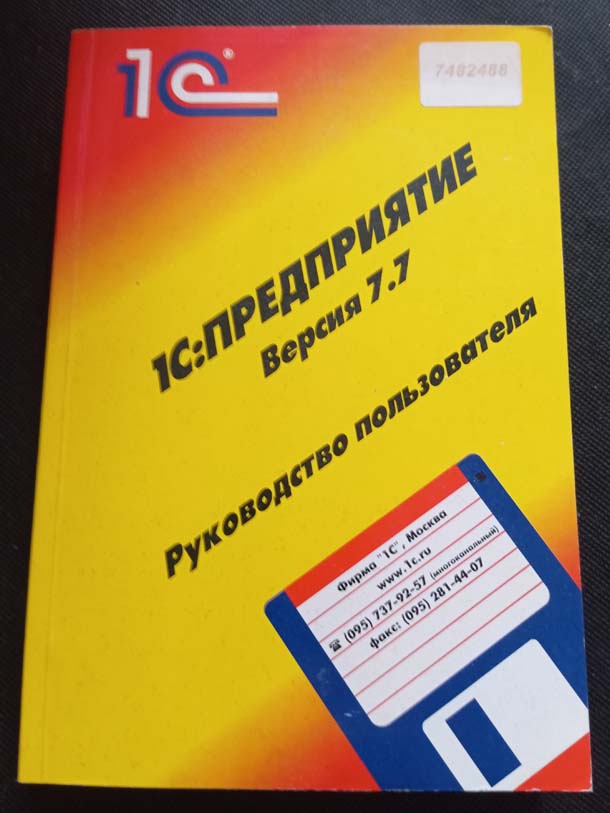 1С®
7482488
1С:ПРЕДПРИЯТИЕ
Версия 7.7
Руководство пользователя
Фирма "1С", Москва
www.1c.ru
☎ (095) 737-92-57 (многоканальный)
факс: (095) 281-44-07